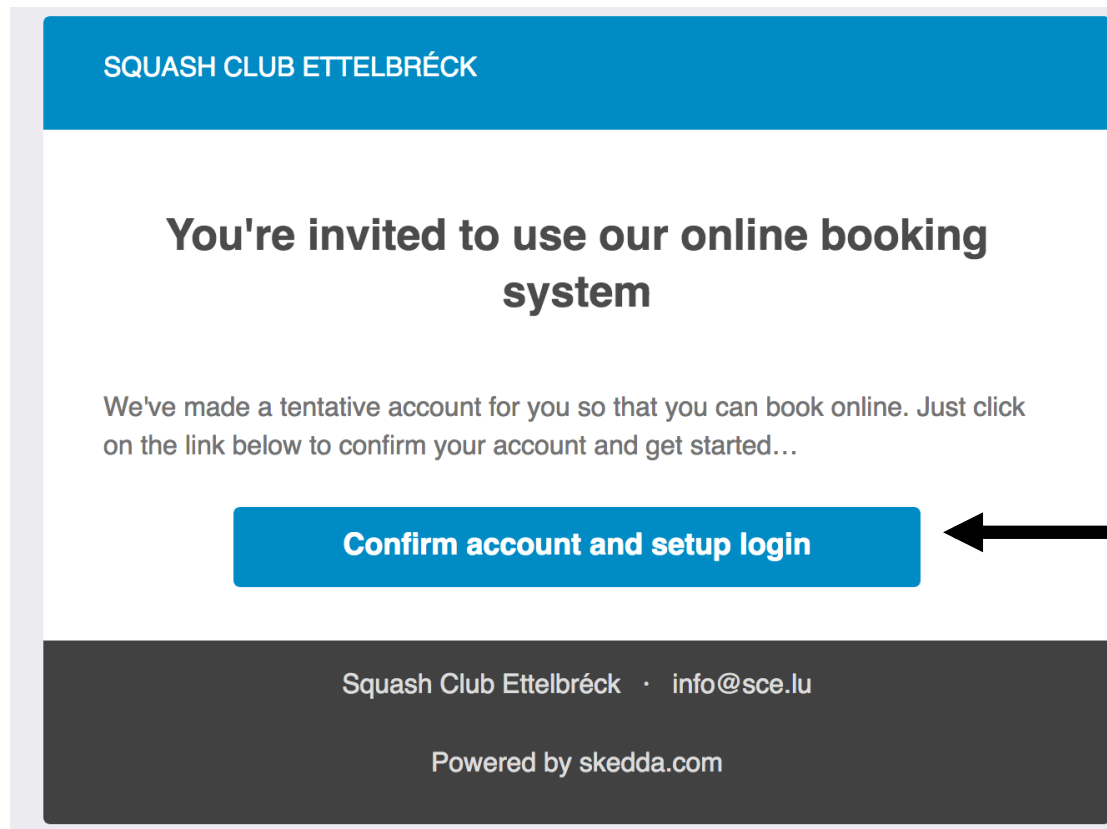 SQUASH CLUB ETTELBRÉCK
You're invited to use our online booking
system
We've made a tentative account for you so that you can book online. Just click
on the link below to confirm your account and get started…
Confirm account and setup login
Squash Club Ettelbréck · info@sce.lu
Powered by skedda.com